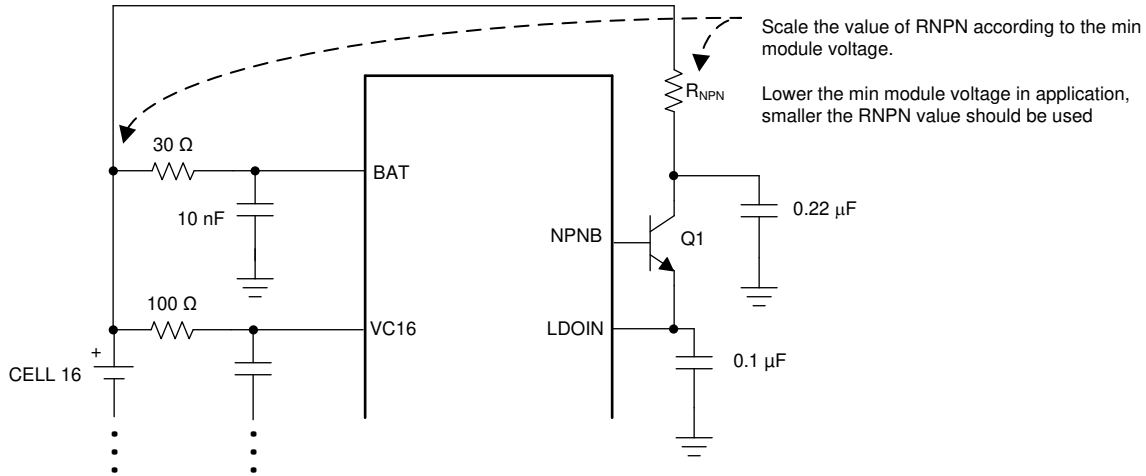 Scale the value of RNPN according to the min
module voltage.
Lower the min module voltage in application,
smaller the RNPN value should be used
RNPN
30 Ω
BAT
10 nF
0.22 μF
NPNB
Q1
100 Ω
VC16
LDOIN
+
CELL 16
0.1 μF